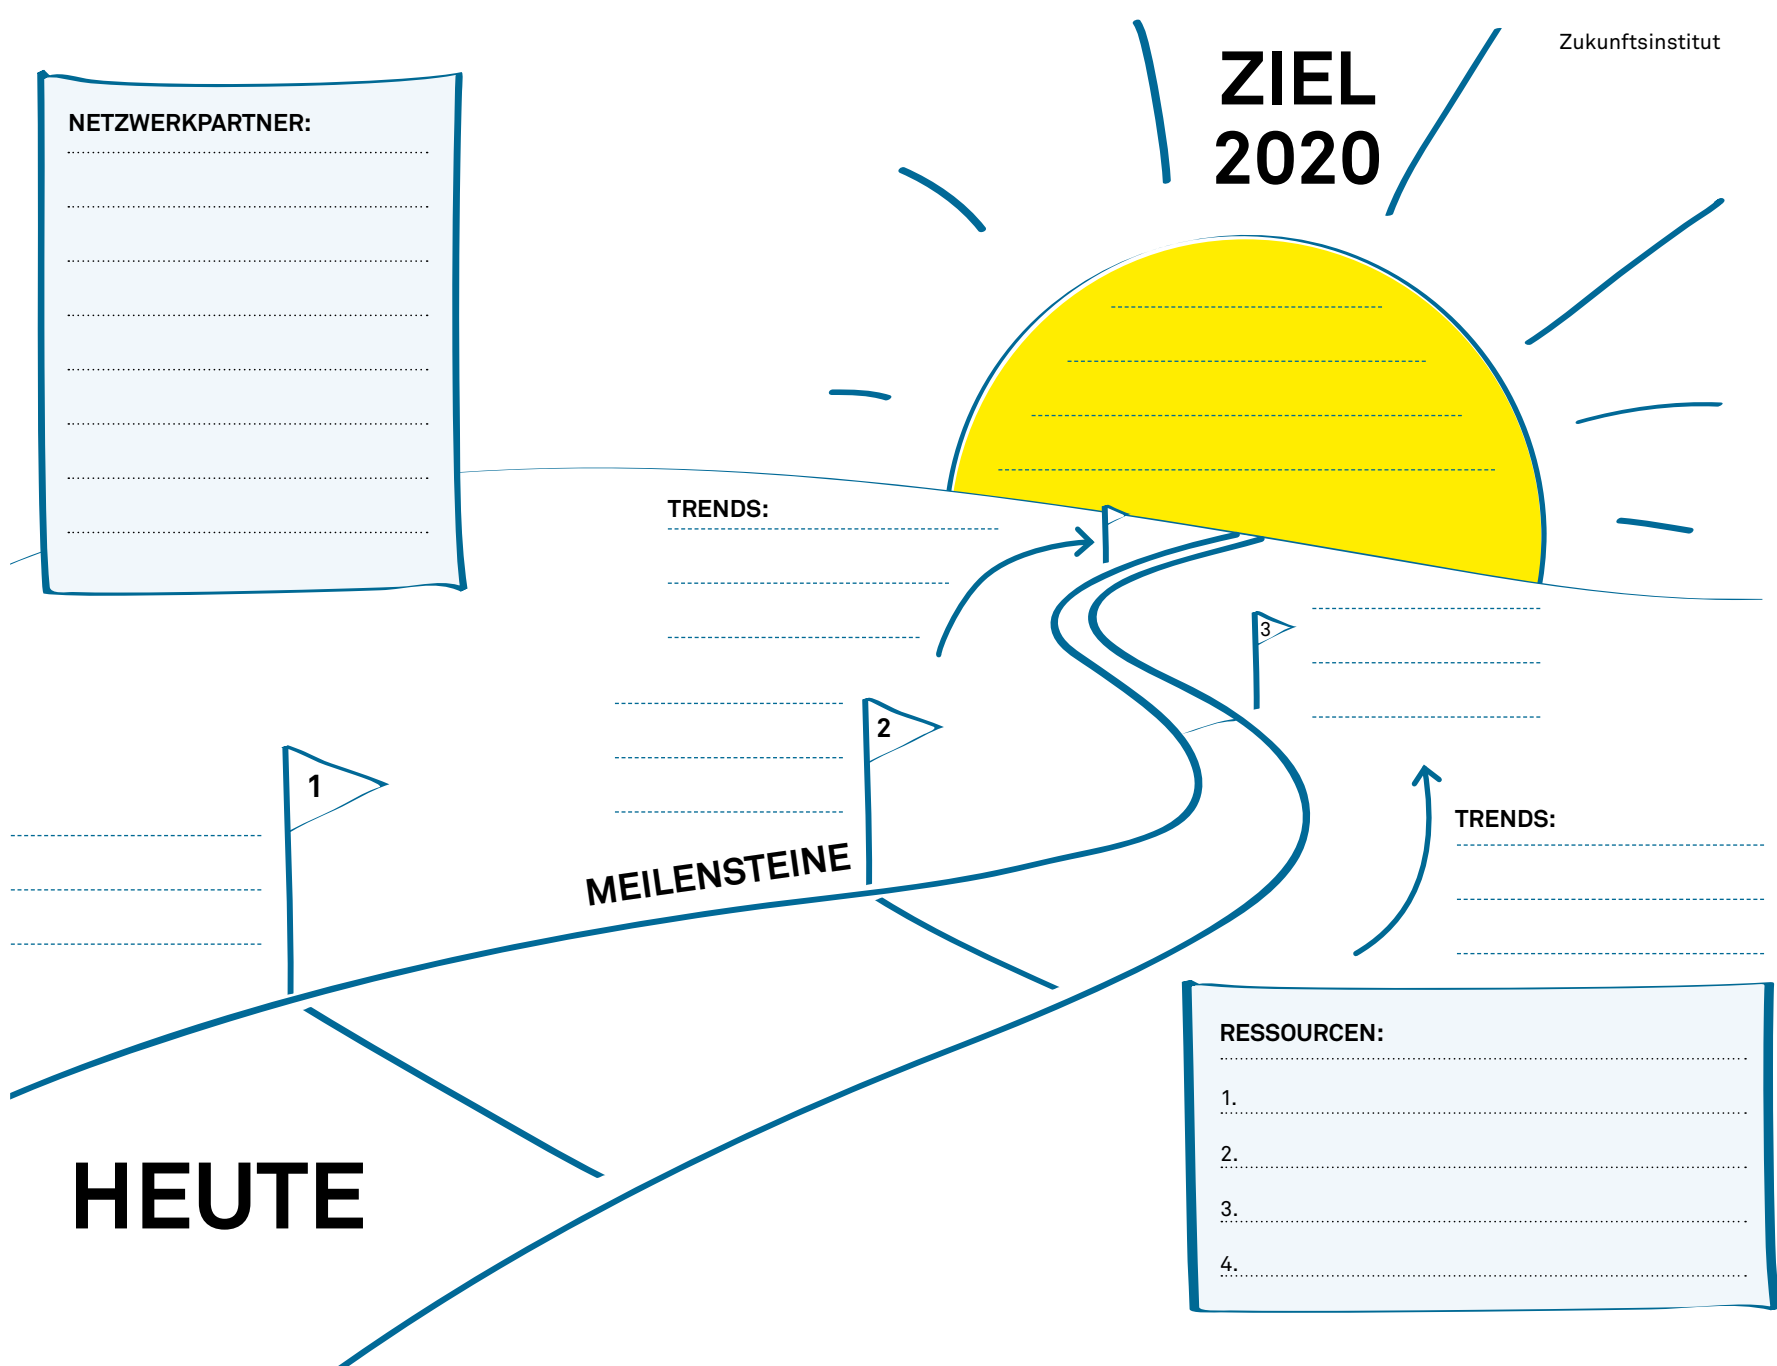 Zukunftsinstitut
ZIEL
2020
NETZWERKPARTNER:
TRENDS:
3
2
1
MEILENSTEINE
TRENDS:
HEUTE
RESSOURCEN:
1.
2.
3.
4.